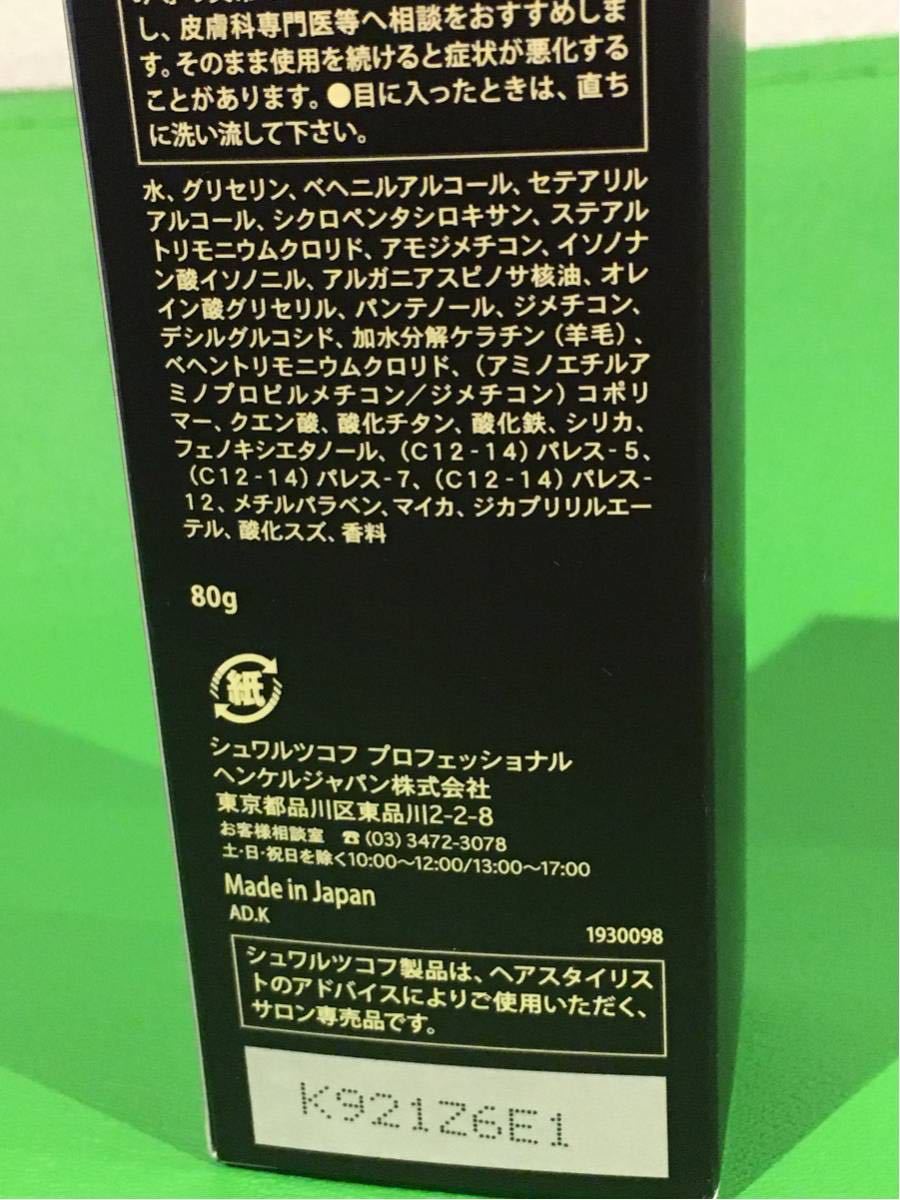 し、皮膚科専門医等へ相談をおすすめしま
す。そのまま使用を続けると症状が悪化する
ことがあります。●目に入ったときは、直ち
に洗い流して下さい。
水、グリセリン、ベヘニルアルコール、セテアリル
アルコール、シクロペンタシロキサン、ステアル
トリモニウムクロリド、アモジメチコン、イソノナ
ン酸イソノニル、アルガニアスピノサ核油、オレ
イン酸グリセリル、パンテノール、ジメチコン、
デシルグルコシド、加水分解ケラチン（羊毛）、
ベヘントリモニウムクロリド、（アミノエチルア
ミノプロピルメチコン／ジメチコン）コポリ
マー、クエン酸、酸化チタン、酸化鉄、シリカ、
フェノキシエタノール、（C12-14）パレス-5、
（C12-14）パレス-7、（C12-14）パレス-
12、メチルパラベン、マイカ、ジカプリリルエー
テル、酸化スズ、香料
80g
紙
シュワルツコフ プロフェッショナル
ヘンケルジャパン株式会社
東京都品川区東品川2-2-8
お客様相談室 ☎(03) 3472-3078
土・日・祝日を除く10:00〜12:00/13:00〜17:00
Made in Japan
AD.K
1930098
シュワルツコフ製品は、ヘアスタイリス
トのアドバイスによりご使用いただく、
サロン専売品です。
K921Z6E1